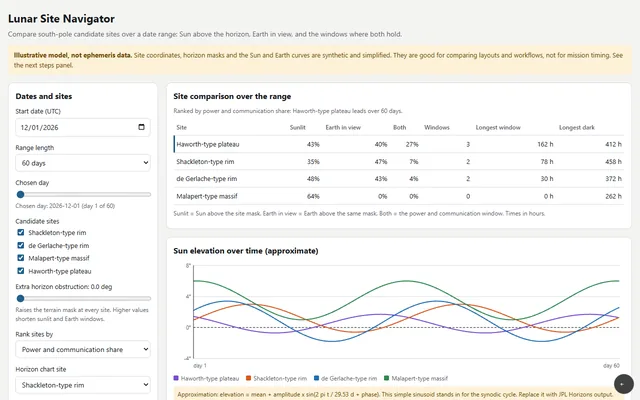 Lunar Site Navigator
Compare south-pole candidate sites over a date range: Sun above the horizon, Earth in view, and the windows where both hold.
Illustrative model, not ephemeris data. Site coordinates, horizon masks and the Sun and Earth curves are synthetic and simplified. They are good for comparing layouts and workflows, not for mission timing. See
the next steps panel.
Dates and sites
Start date (UTC)
12/01/2026
Range length
60 days
Chosen day
Chosen day: 2026-12-01 (day 1 of 60)
Candidate sites
Shackleton-type rim
de Gerlache-type rim
Malapert-type massif
Haworth-type plateau
Extra horizon obstruction: 0.0 deg
Raises the terrain mask at every site. Higher values
shorten sunlit and Earth windows.
Rank sites by
Power and communication share
Horizon chart site
Shackleton-type rim
Site comparison over the range
Ranked by power and communication share: Haworth-type plateau leads over 60 days.
Site Sunlit Earth in view Both Windows Longest window Longest dark
Haworth-type plateau 43% 40% 27% 3 162 h 412 h
Shackleton-type rim 35% 47% 7% 2 78 h 458 h
de Gerlache-type rim 48% 43% 4% 2 30 h 372 h
Malapert-type massif 64% 0% 0% 0 0 h 262 h
Sunlit = Sun above the site mask. Earth in view = Earth above the same mask. Both = the power and communication window. Times in hours.
Sun elevation over time (approximate)
8°
4°
0°
-4°
day 1 day 60
Haworth-type plateau Shackleton-type rim de Gerlache-type rim Malapert-type massif
Approximation: elevation = mean + amplitude x sin(2 pi t / 29.53 d + phase). This simple sinusoid stands in for the synodic cycle. Replace it with JPL Horizons output.